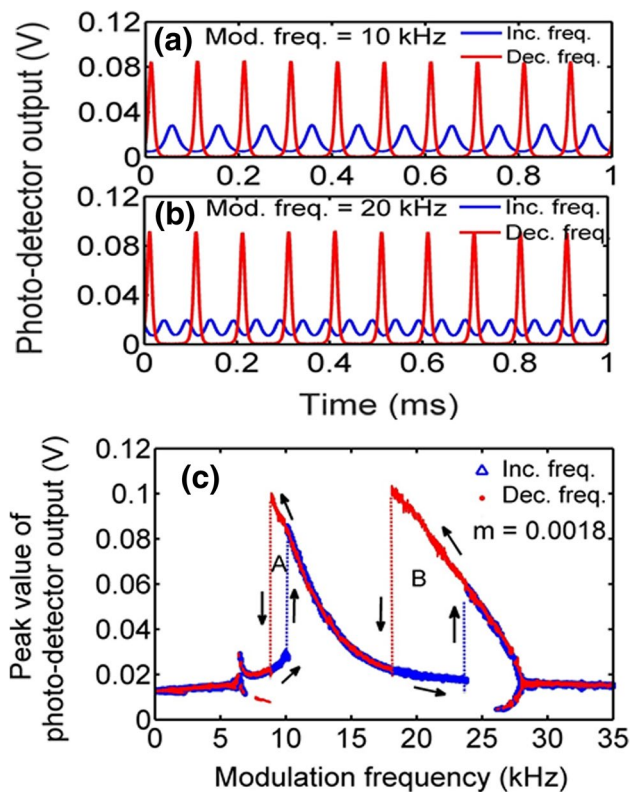 (a) Mod. freq. = 10 kHz Inc. freq.
Dec. freq.
0.12
0.08
0.04
0
0 0.2 0.4 0.6 0.8 1
(b) Mod. freq. = 20 kHz Inc. freq.
Dec. freq.
0.12
0.08
0.04
0
0 0.2 0.4 0.6 0.8 1
Photo-detector output (V)
Time (ms)
(c) Inc. freq.
Dec. freq.
m = 0.0018
A
B
0.12
0.1
0.08
0.06
0.04
0.02
0
0 5 10 15 20 25 30 35
Peak value of
photo-detector output (V)
Modulation frequency (kHz)